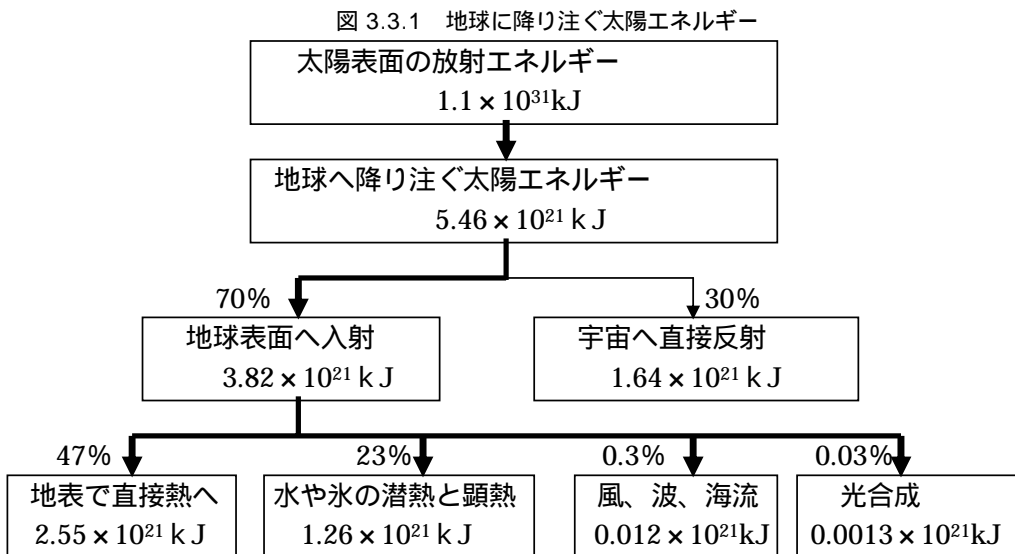 図 3.3.1 地球に降り注ぐ太陽エネルギー
太陽表面の放射エネルギー
1.1 × 10³¹kJ
地球へ降り注ぐ太陽エネルギー
5.46 × 10²¹ k J
70%
30%
地球表面へ入射
3.82 × 10²¹ k J
宇宙へ直接反射
1.64 × 10²¹ k J
47%
23%
0.3%
0.03%
地表で直接熱へ
2.55 × 10²¹ k J
水や氷の潜熱と顕熱
1.26 × 10²¹ k J
風、波、海流
0.012 × 10²¹kJ
光合成
0.0013 × 10²¹kJ